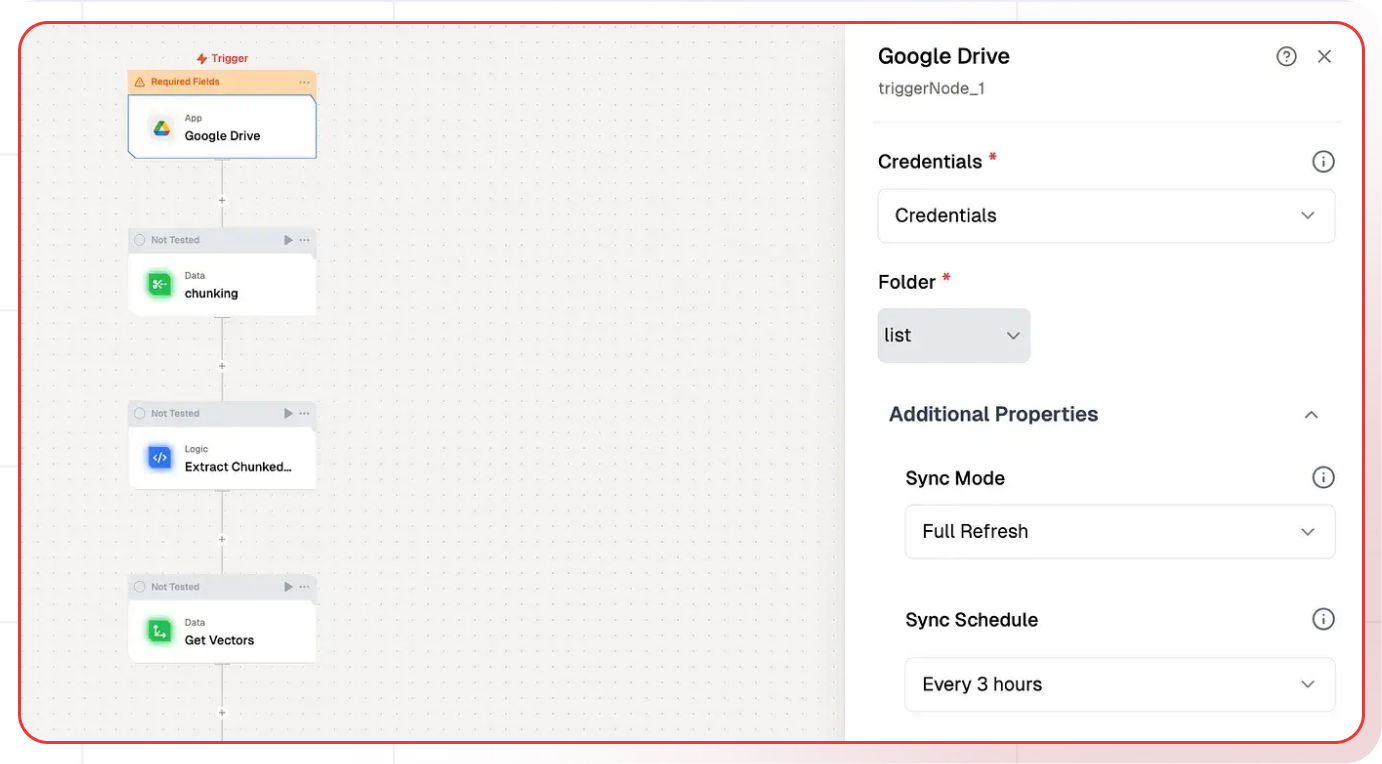 Trigger
Required Fields
App
Google Drive
Not Tested
Data
chunking
Not Tested
Logic
Extract Chunked...
Not Tested
Data
Get Vectors
Google Drive
triggerNode_1
Credentials *
Credentials
Folder *
list
Additional Properties
Sync Mode
Full Refresh
Sync Schedule
Every 3 hours